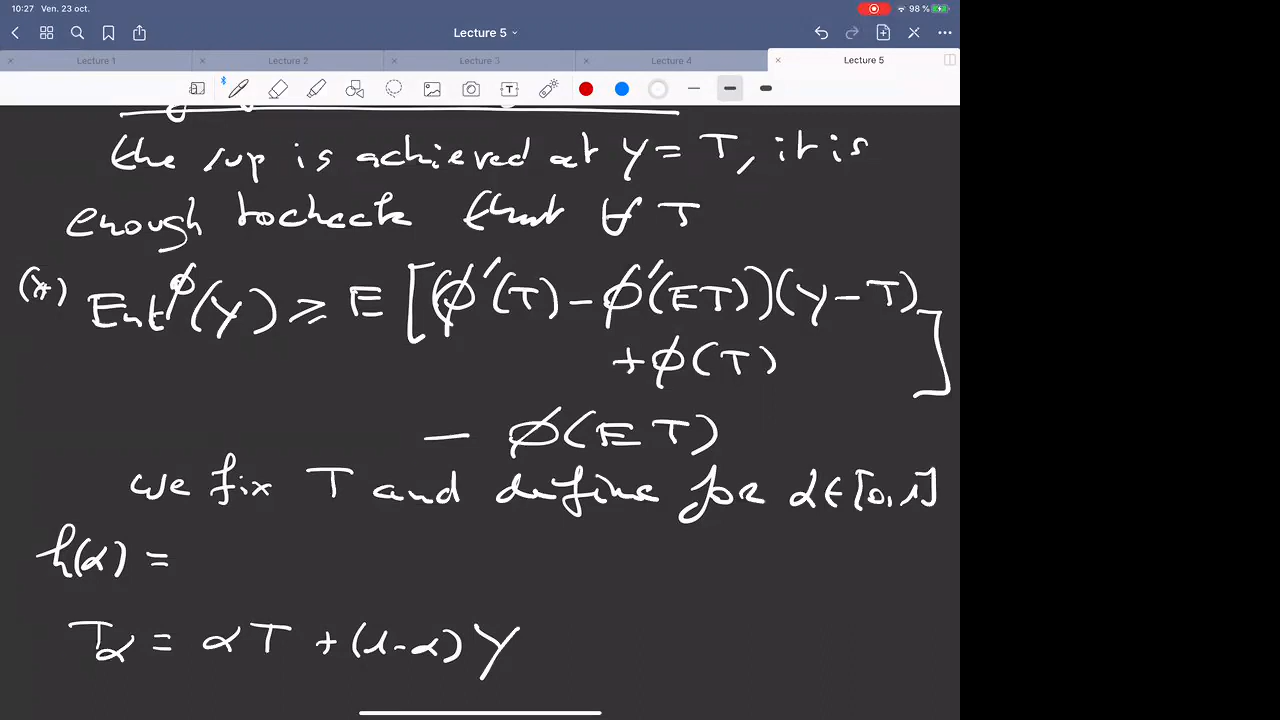 10:27 Ven. 23 oct.
98 %
Lecture 5
Lecture 1 Lecture 2 Lecture 3 Lecture 4 Lecture 5
the sup is achieved at Y = T, it is
enough to check that ∀ T
(*) Ent^ϕ(Y) ⩾ E [(ϕ'(T) − ϕ'(ET))(Y − T)
+ ϕ(T)]
− ϕ(ET)
we fix T and define for α ∈ [0,1]
h(α) =
T_α = αT + (1-α)Y